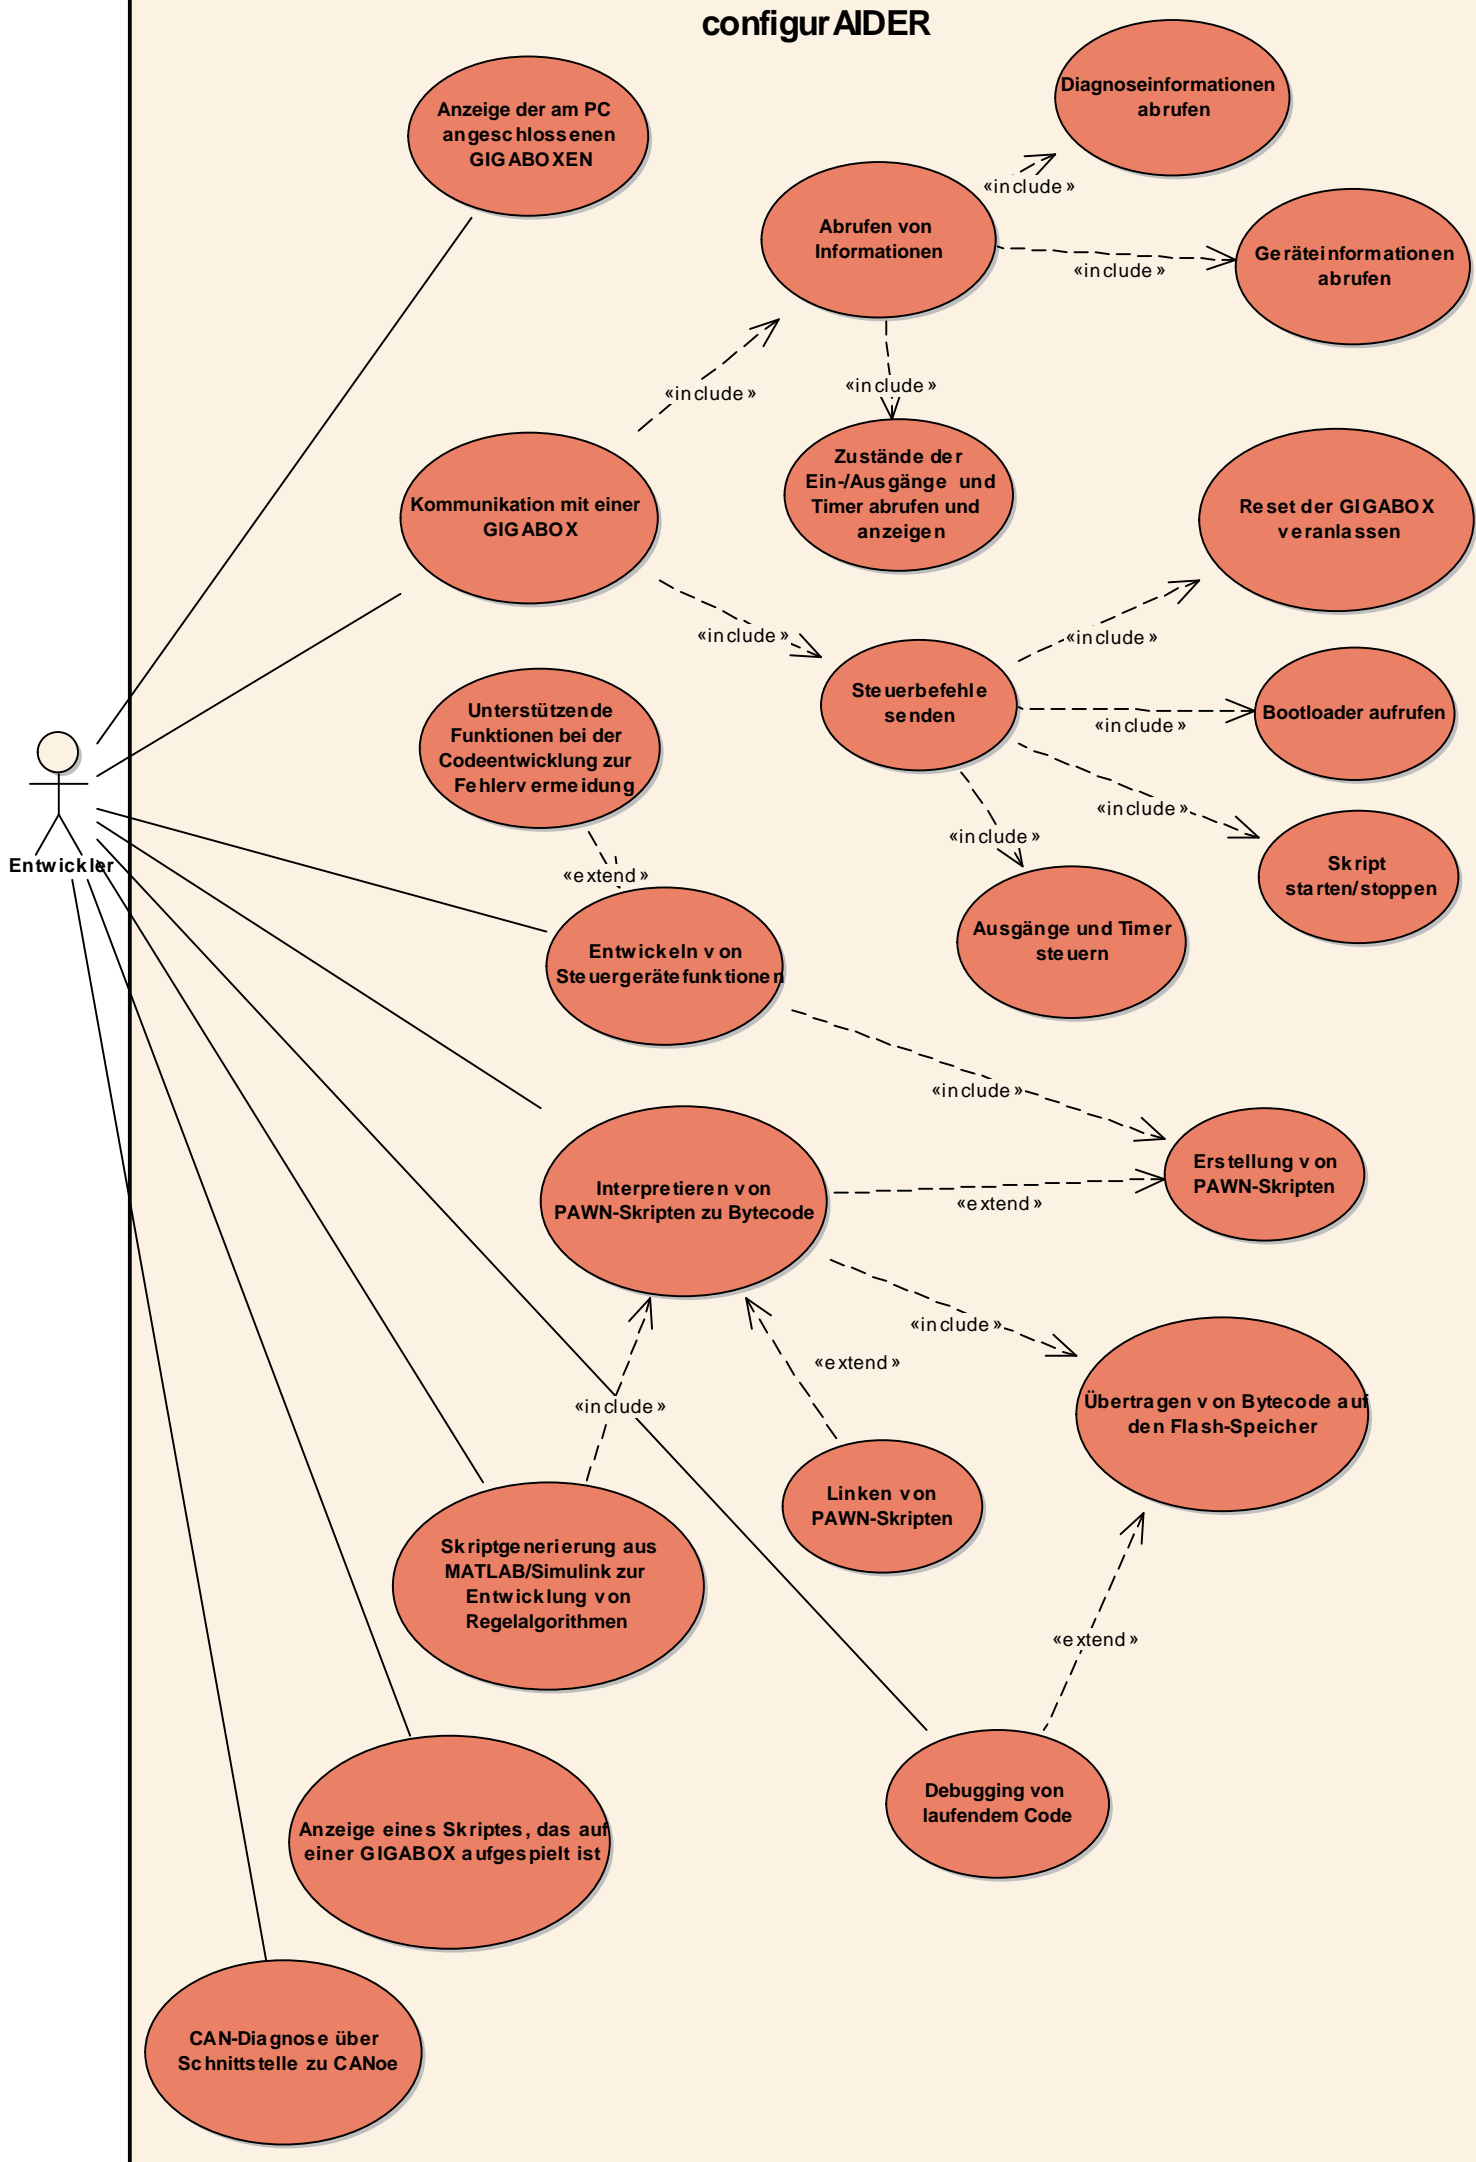 configurAIDER
Diagnoseinformationen
abrufen
Anzeige der am PC
angeschlossenen
GIGABOXEN
«include»
Abrufen von
Informationen
Geräteinformationen
abrufen
«include»
«include»
«include»
Zustände der
Ein-/Ausgänge und
Timer abrufen und
anzeigen
Kommunikation mit einer
GIGABOX
Reset der GIGABOX
veranlassen
«include»
«include»
Steuerbefehle
senden
Bootloader aufrufen
«include»
Unterstützende
Funktionen bei der
Codeentwicklung zur
Fehlervermeidung
«include»
«include»
Skript
starten/stoppen
Entwickler
«extend»
Ausgänge und Timer
steuern
Entwickeln von
Steuergerätefunktionen
«include»
Erstellung von
PAWN-Skripten
Interpretieren von
PAWN-Skripten zu Bytecode
«extend»
«include»
«extend»
«include»
Übertragen von Bytecode auf
den Flash-Speicher
Linken von
PAWN-Skripten
Skriptgenerierung aus
MATLAB/Simulink zur
Entwicklung von
Regelalgorithmen
«extend»
Debugging von
laufendem Code
Anzeige eines Skriptes, das auf
einer GIGABOX aufgespielt ist
CAN-Diagnose über
Schnittstelle zu CANoe